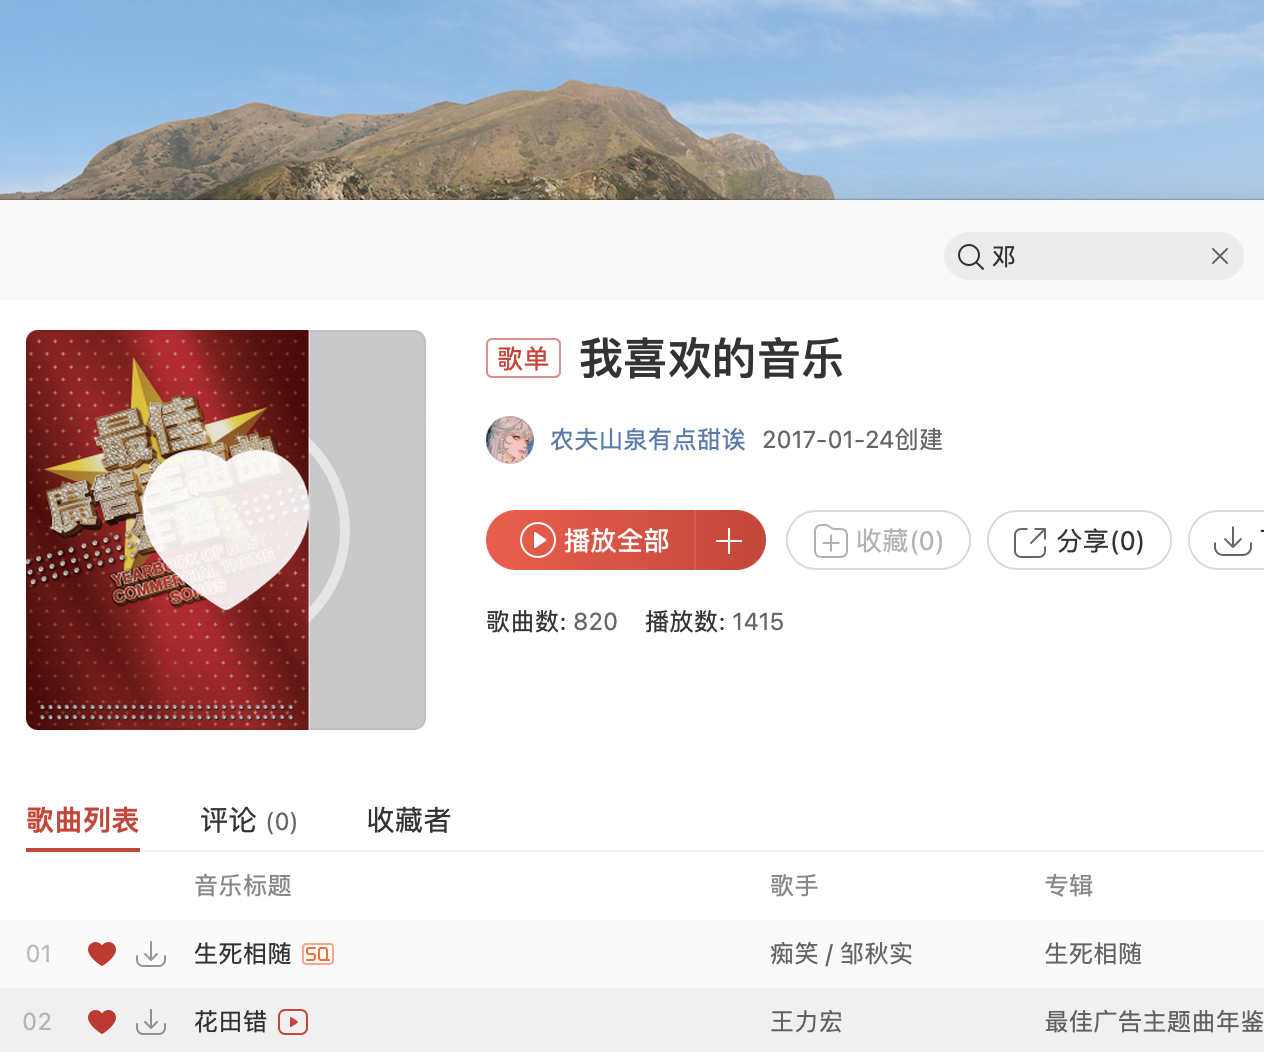 邓
歌单 我喜欢的音乐
农夫山泉有点甜诶 2017-01-24创建
播放全部 收藏(0) 分享(0)
歌曲数: 820 播放数: 1415
最佳
廣告主題曲
年鑑
YEARBOOK OF BEST
COMMERCIAL THEME
SONGS
歌曲列表 评论 (0) 收藏者
音乐标题 歌手 专辑
01 生死相随 SQ 痴笑 / 邹秋实 生死相随
02 花田错 王力宏 最佳广告主题曲年鉴